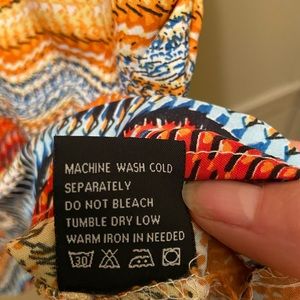 MACHINE WASH COLD
SEPARATELY
DO NOT BLEACH
TUMBLE DRY LOW
WARM IRON IN NEEDED
30